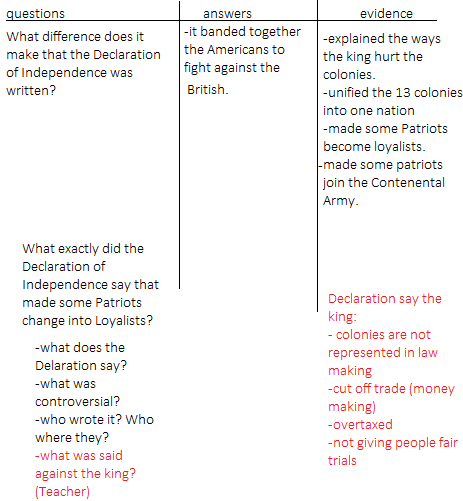 questions
answers
evidence
What difference does it
make that the Declaration
of Independence was
written?
-it banded together
the Americans to
fight against the
British.
-explained the ways
the king hurt the
colonies.
-unified the 13 colonies
into one nation
-made some Patriots
become loyalists.
-made some patriots
join the Contenental
Army.
What exactly did the
Declaration of
Independence say that
made some Patriots
change into Loyalists?
-what does the
Delaration say?
-what was
controversial?
-who wrote it? Who
where they?
-what was said
against the king?
(Teacher)
Declaration say the
king:
- colonies are not
represented in law
making
-cut off trade (money
making)
-overtaxed
-not giving people fair
trials